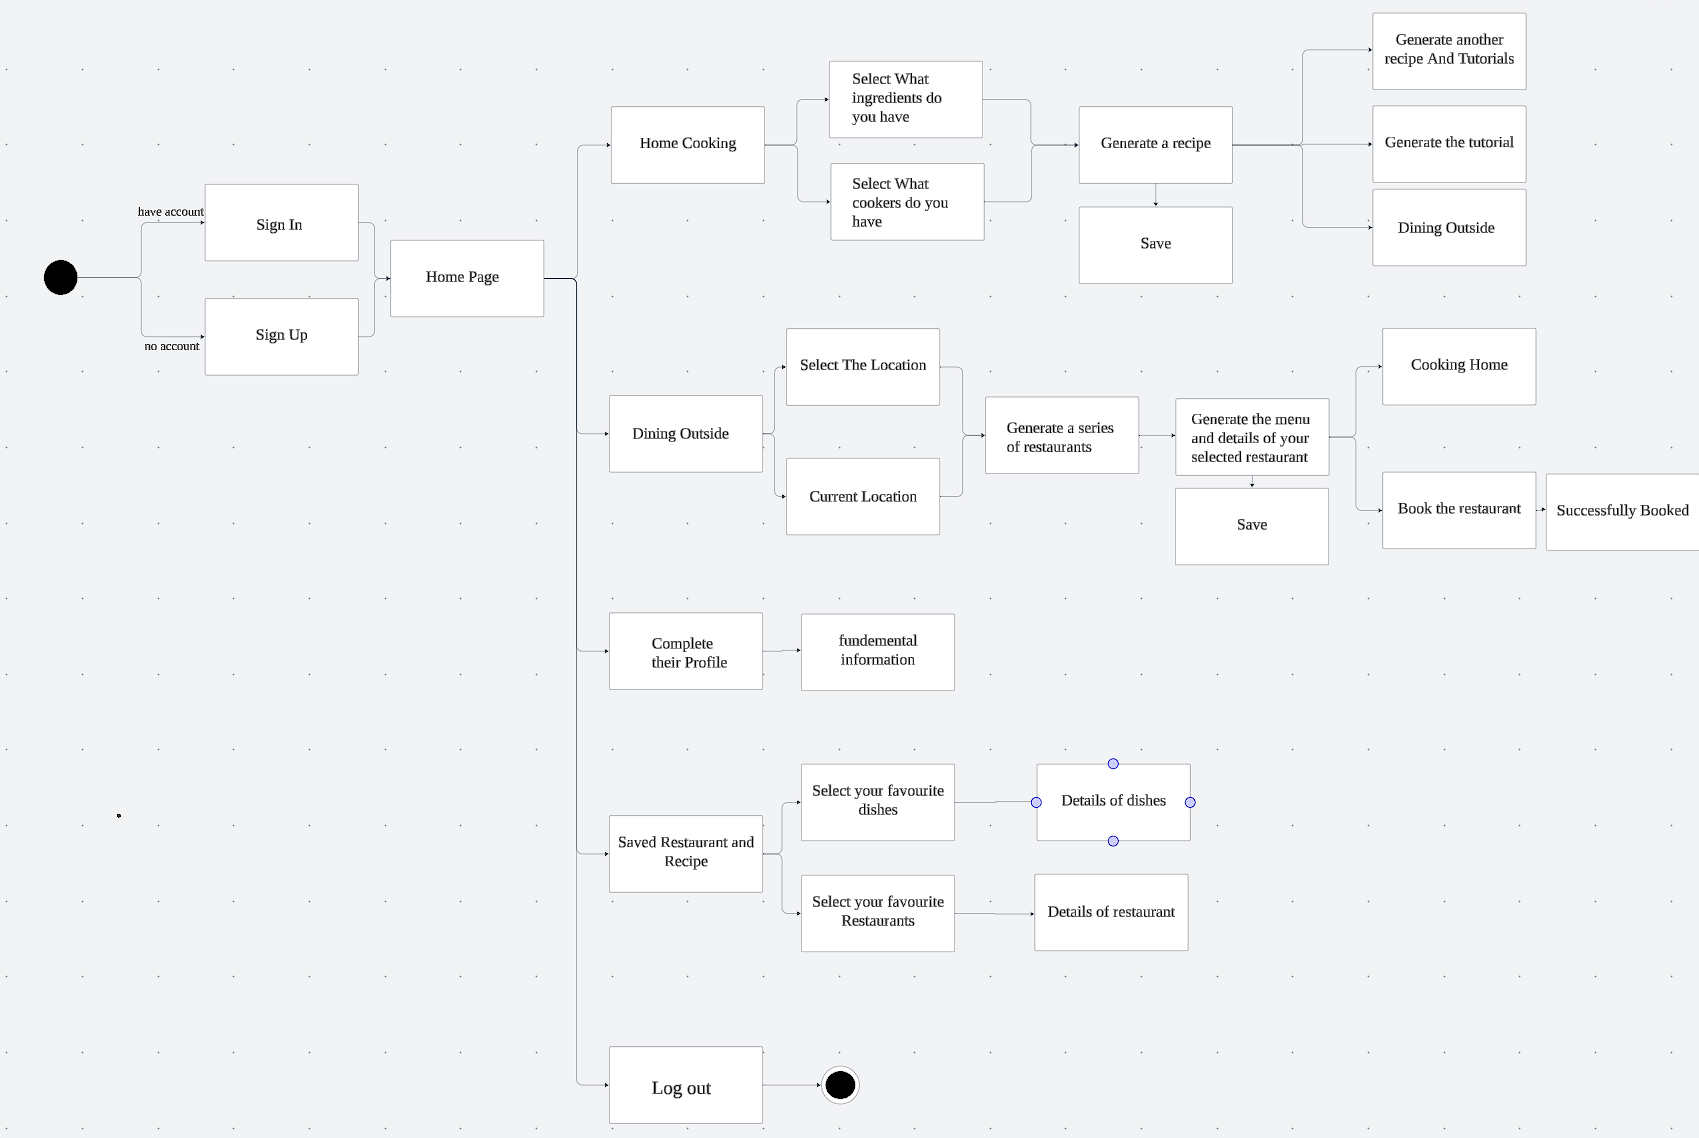 have account
Sign In
no account
Sign Up
Home Page
Home Cooking
Select What
ingredients do
you have
Select What
cookers do you
have
Generate a recipe
Save
Generate another
recipe And Tutorials
Generate the tutorial
Dining Outside
Dining Outside
Select The Location
Current Location
Generate a series
of restaurants
Generate the menu
and details of your
selected restaurant
Save
Cooking Home
Book the restaurant
Successfully Booked
Complete
their Profile
fundemental
information
Saved Restaurant and
Recipe
Select your favourite
dishes
Details of dishes
Select your favourite
Restaurants
Details of restaurant
Log out